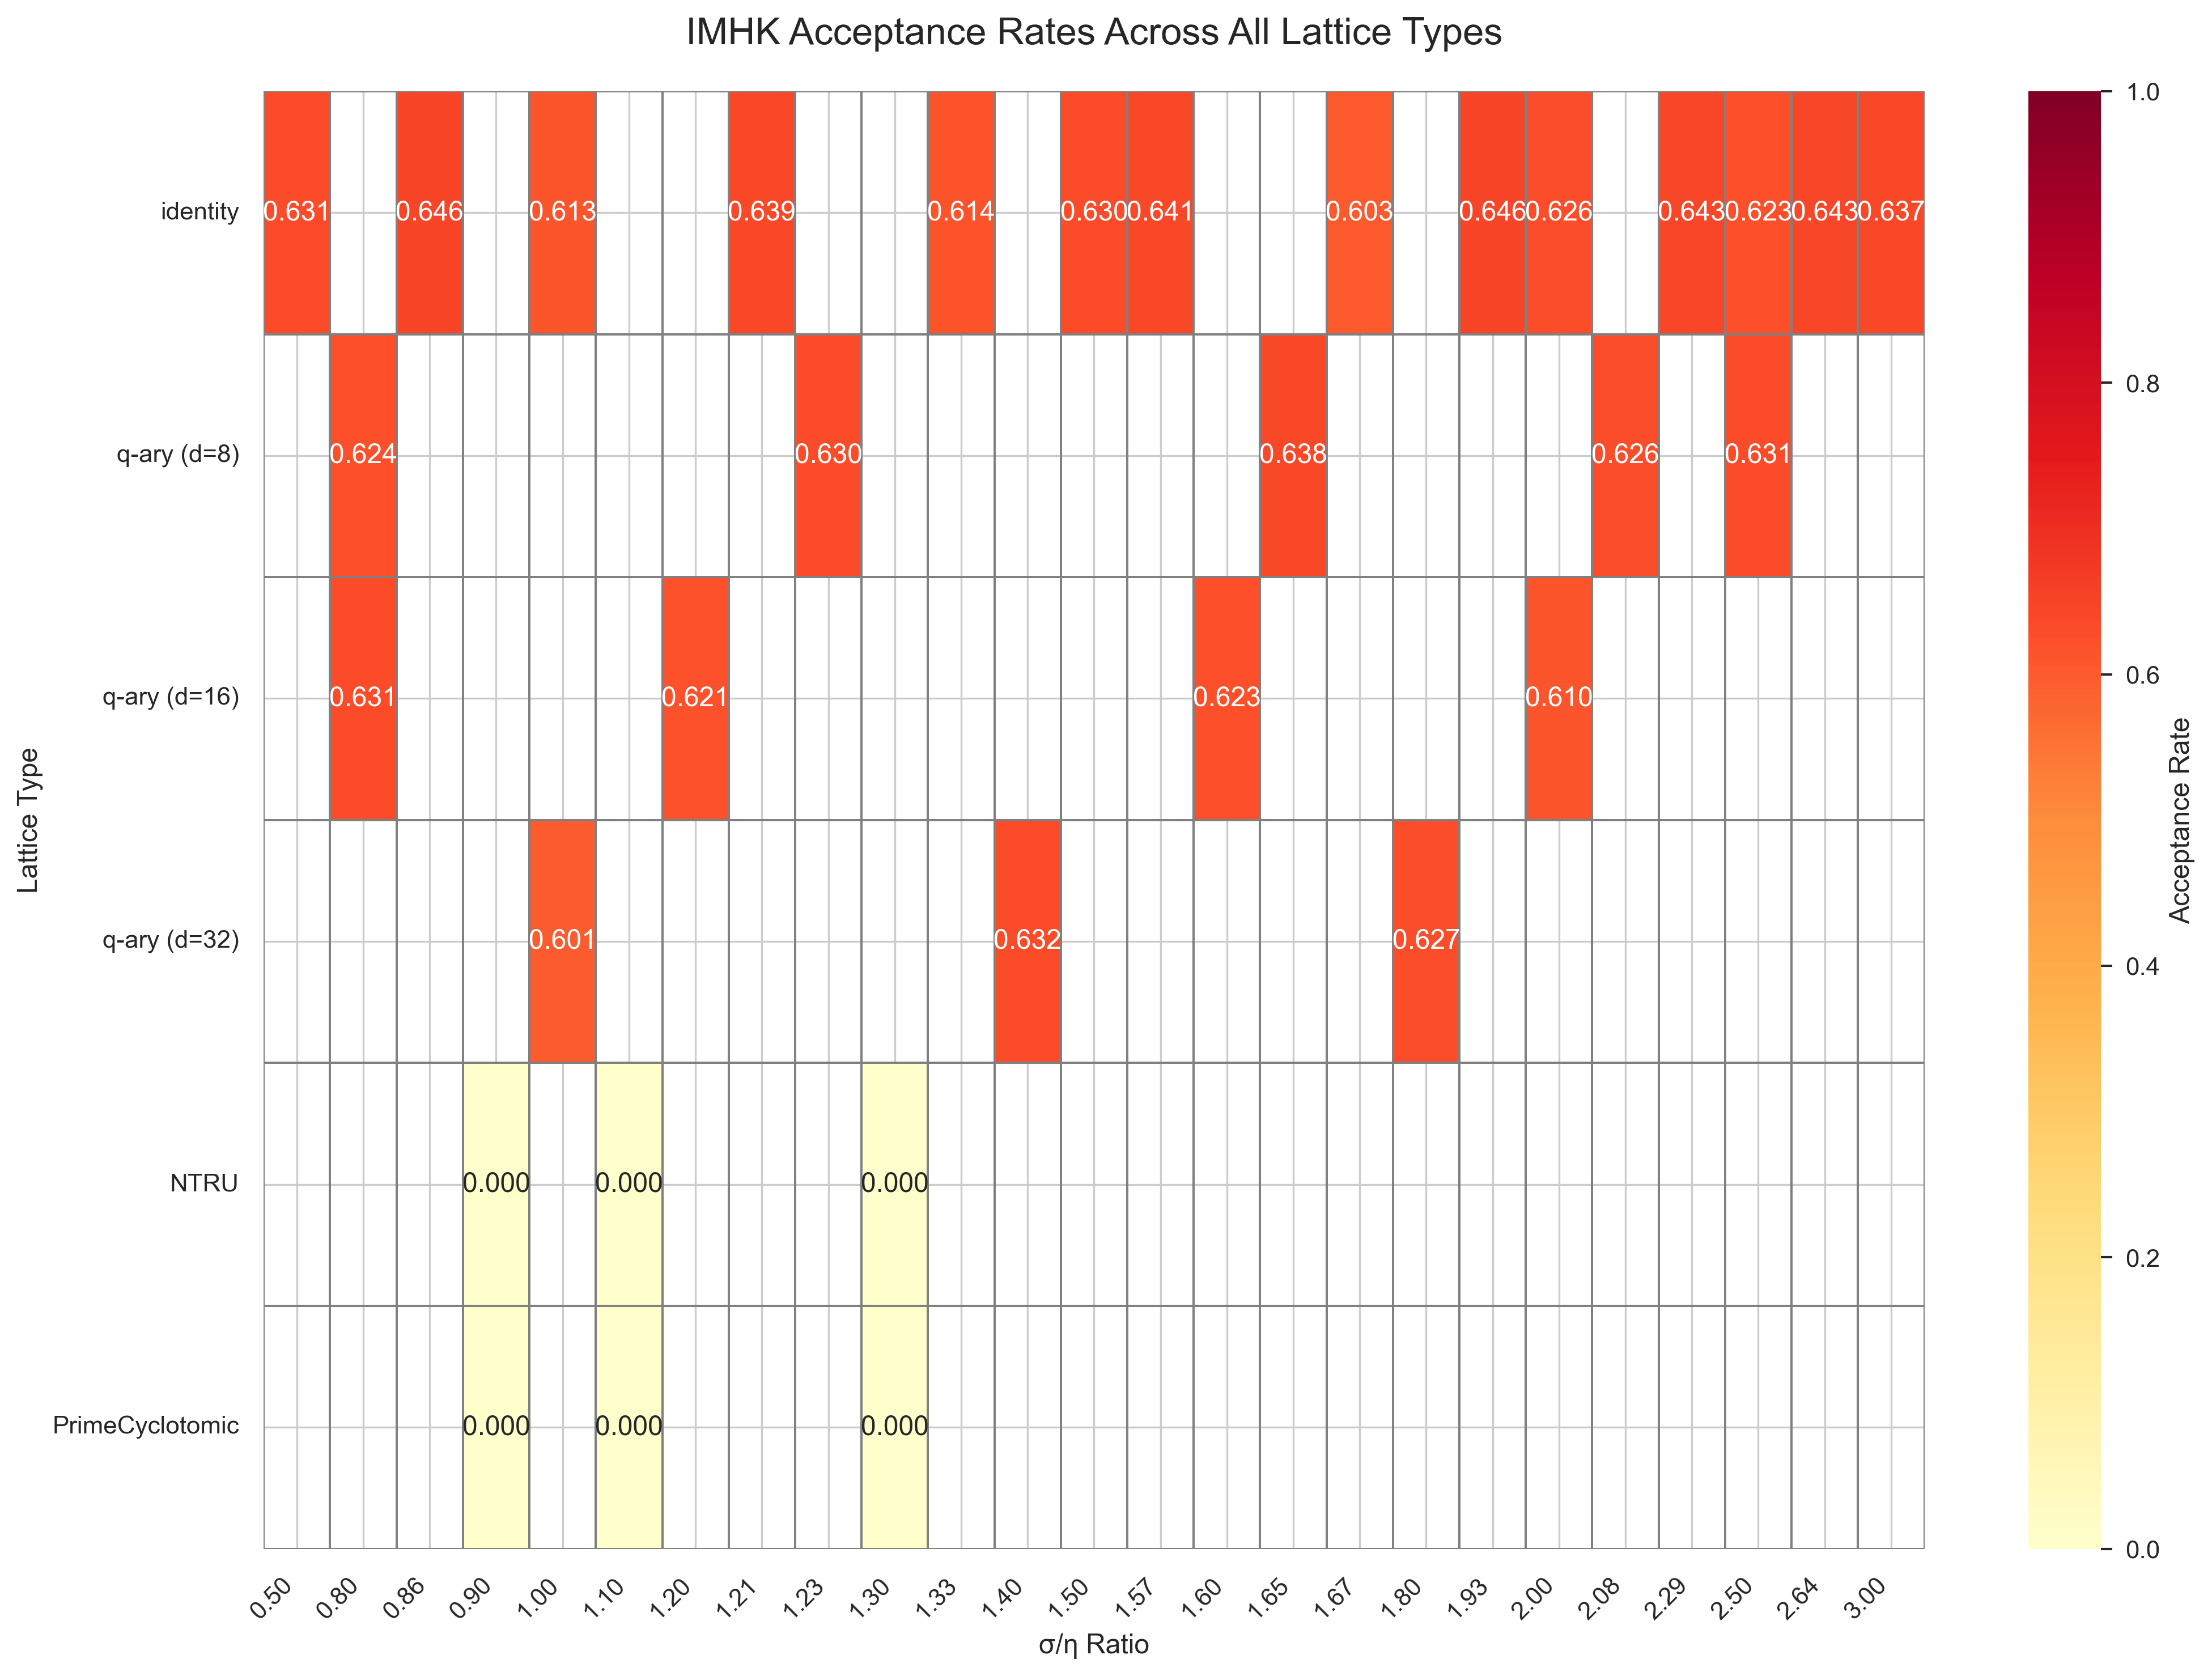 IMHK Acceptance Rates Across All Lattice Types
identity
0.631 0.646 0.613 0.639 0.614 0.630 0.641 0.603 0.646 0.626 0.643 0.623 0.643 0.637
q-ary (d=8)
0.624 0.630 0.638 0.626 0.631
q-ary (d=16)
0.631 0.621 0.623 0.610
q-ary (d=32)
0.601 0.632 0.627
NTRU
0.000 0.000 0.000
PrimeCyclotomic
0.000 0.000 0.000
Lattice Type
0.50 0.80 0.86 0.90 1.00 1.10 1.20 1.21 1.23 1.30 1.33 1.40 1.50 1.57 1.60 1.65 1.67 1.80 1.93 2.00 2.08 2.29 2.50 2.64 3.00
σ/η Ratio
1.0
0.8
0.6
0.4
0.2
0.0
Acceptance Rate